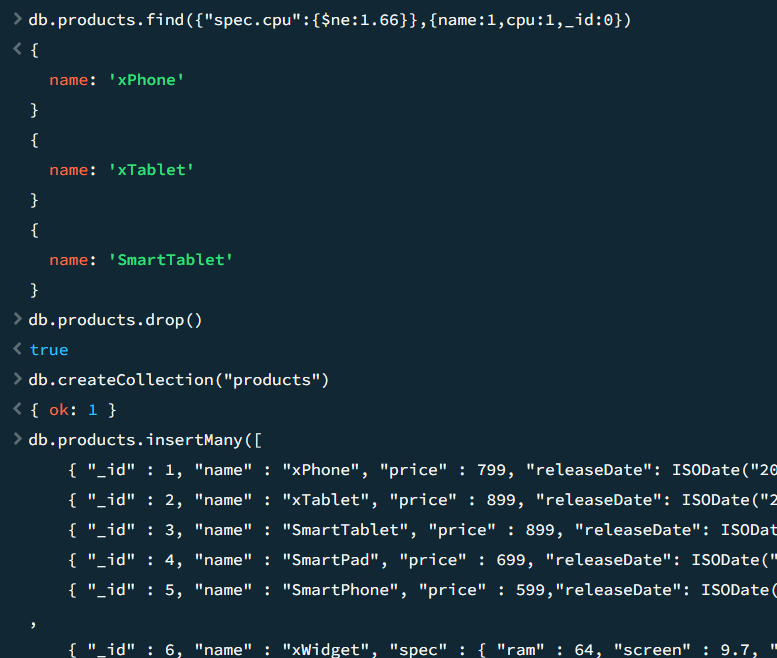 > db.products.find({"spec.cpu":{$ne:1.66}},{name:1,cpu:1,_id:0})
< {
name: 'xPhone'
}
{
name: 'xTablet'
}
{
name: 'SmartTablet'
}
> db.products.drop()
< true
> db.createCollection("products")
< { ok: 1 }
> db.products.insertMany([
{ "_id" : 1, "name" : "xPhone", "price" : 799, "releaseDate": ISODate("20
{ "_id" : 2, "name" : "xTablet", "price" : 899, "releaseDate": ISODate("2
{ "_id" : 3, "name" : "SmartTablet", "price" : 899, "releaseDate": ISODat
{ "_id" : 4, "name" : "SmartPad", "price" : 699, "releaseDate": ISODate("
{ "_id" : 5, "name" : "SmartPhone", "price" : 599,"releaseDate": ISODate(
,
{ "_id" : 6, "name" : "xWidget", "spec" : { "ram" : 64, "screen" : 9.7, "